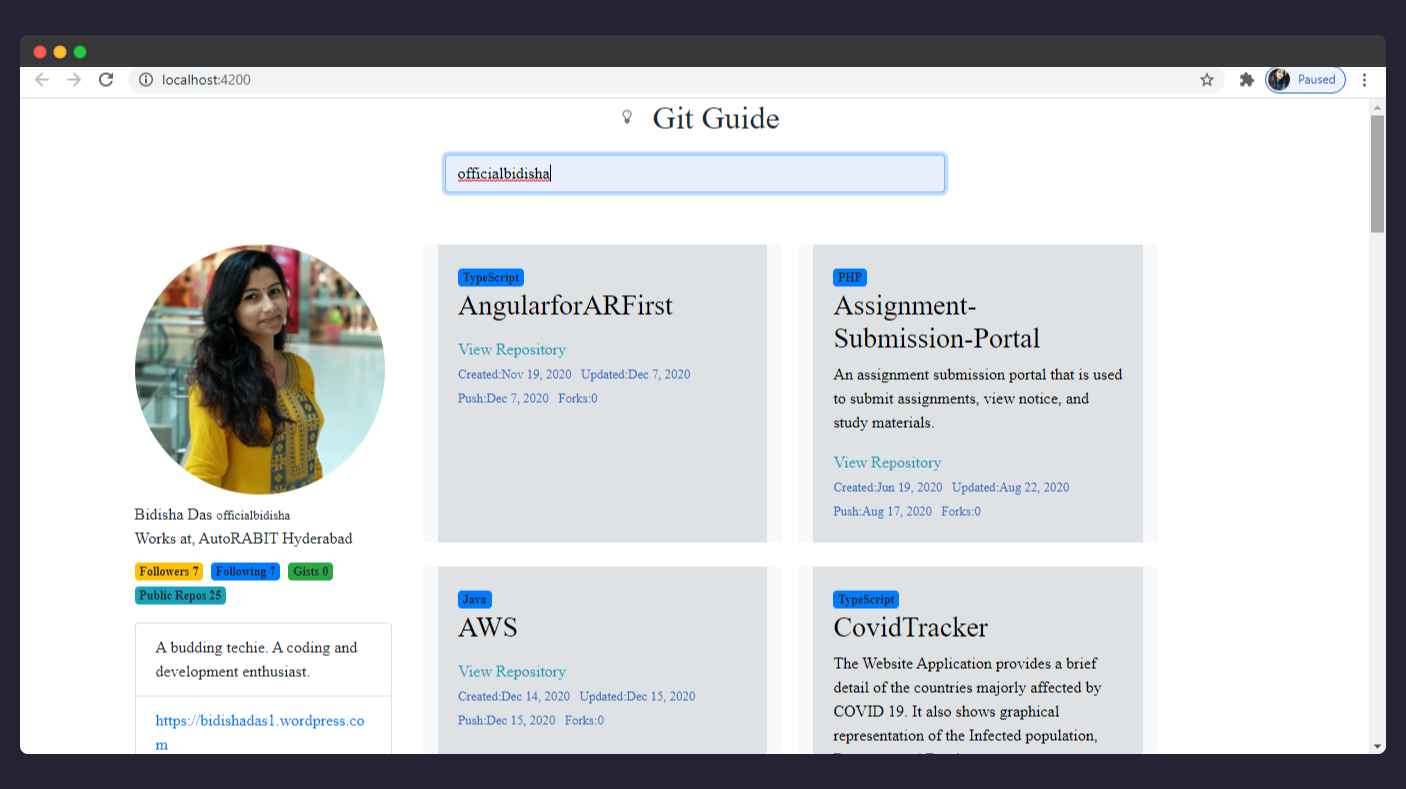 localhost:4200
Paused
Git Guide
officialbidisha
Bidisha Das officialbidisha
Works at, AutoRABIT Hyderabad
Followers 7 Following 7 Gists 0
Public Repos 25
A budding techie. A coding and
development enthusiast.
https://bidishadas1.wordpress.co
m
TypeScript
AngularforARFirst
View Repository
Created:Nov 19, 2020 Updated:Dec 7, 2020
Push:Dec 7, 2020 Forks:0
PHP
Assignment-
Submission-Portal
An assignment submission portal that is used
to submit assignments, view notice, and
study materials.
View Repository
Created:Jun 19, 2020 Updated:Aug 22, 2020
Push:Aug 17, 2020 Forks:0
Java
AWS
View Repository
Created:Dec 14, 2020 Updated:Dec 15, 2020
Push:Dec 15, 2020 Forks:0
TypeScript
CovidTracker
The Website Application provides a brief
detail of the countries majorly affected by
COVID 19. It also shows graphical
representation of the Infected population,